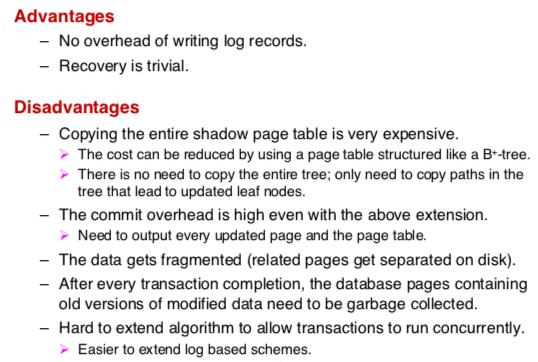 Advantages
– No overhead of writing log records.
– Recovery is trivial.
Disadvantages
– Copying the entire shadow page table is very expensive.
➢ The cost can be reduced by using a page table structured like a B⁺-tree.
➢ There is no need to copy the entire tree; only need to copy paths in the
tree that lead to updated leaf nodes.
– The commit overhead is high even with the above extension.
➢ Need to output every updated page and the page table.
– The data gets fragmented (related pages get separated on disk).
– After every transaction completion, the database pages containing
old versions of modified data need to be garbage collected.
– Hard to extend algorithm to allow transactions to run concurrently.
➢ Easier to extend log based schemes.